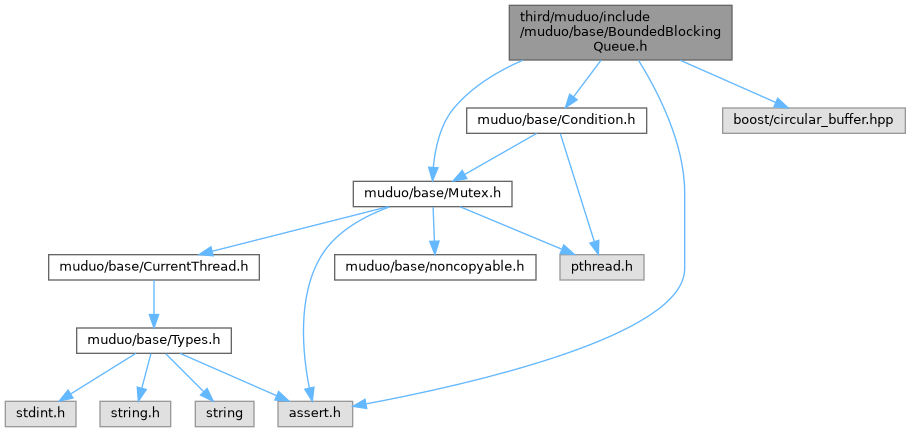 third/muduo/include
/muduo/base/BoundedBlocking
Queue.h
muduo/base/Condition.h
boost/circular_buffer.hpp
muduo/base/Mutex.h
muduo/base/CurrentThread.h
muduo/base/noncopyable.h
pthread.h
muduo/base/Types.h
stdint.h
string.h
string
assert.h